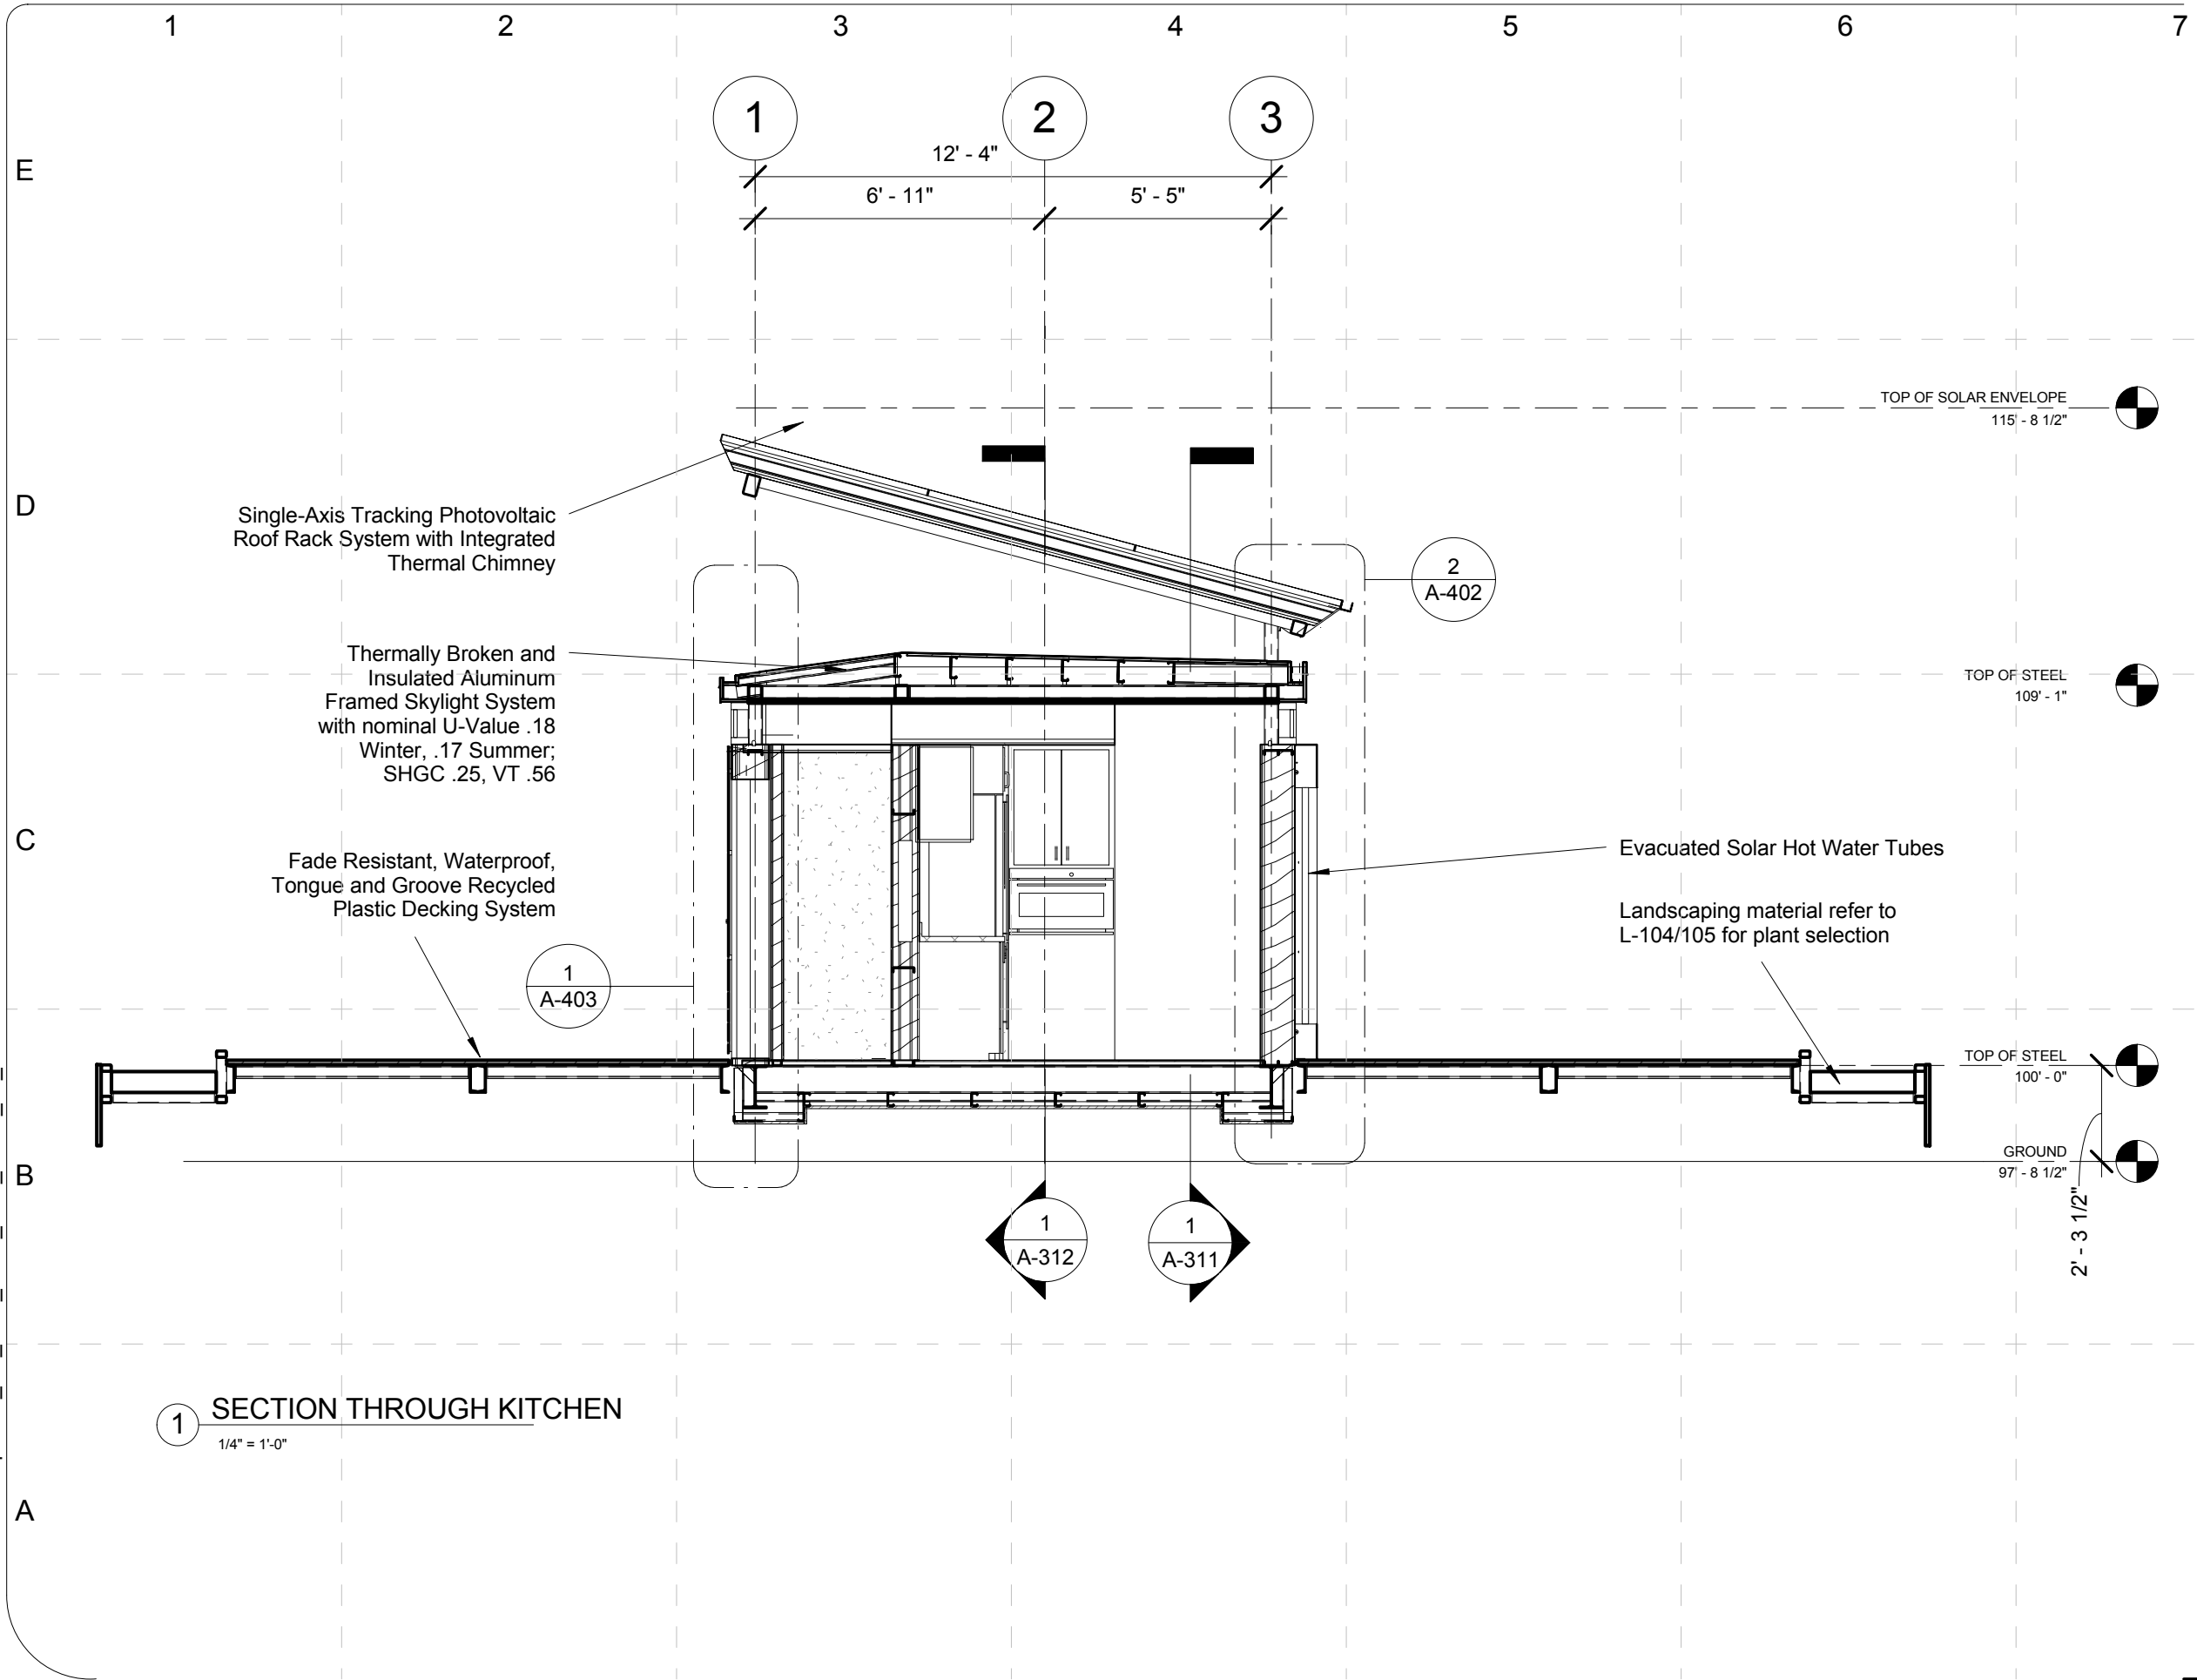 1 2 3 4 5 6 7
E
D
C
B
A
1 2 3
12' - 4"
6' - 11" 5' - 5"
TOP OF SOLAR ENVELOPE
115' - 8 1/2"
Single-Axis Tracking Photovoltaic
Roof Rack System with Integrated
Thermal Chimney
2
A-402
Thermally Broken and
Insulated Aluminum
Framed Skylight System
with nominal U-Value .18
Winter, .17 Summer;
SHGC .25, VT .56
TOP OF STEEL
109' - 1"
Fade Resistant, Waterproof,
Tongue and Groove Recycled
Plastic Decking System
Evacuated Solar Hot Water Tubes
Landscaping material refer to
L-104/105 for plant selection
1
A-403
TOP OF STEEL
100' - 0"
GROUND
97' - 8 1/2"
2' - 3 1/2"
1
A-312
1
A-311
1 SECTION THROUGH KITCHEN
1/4" = 1'-0"